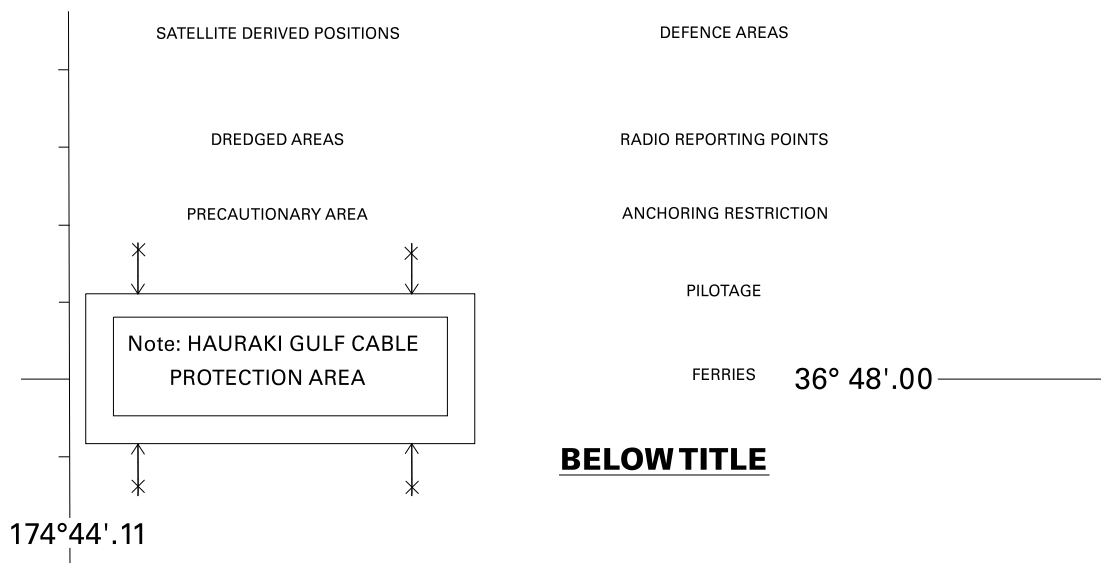 SATELLITE DERIVED POSITIONS
DEFENCE AREAS
DREDGED AREAS
RADIO REPORTING POINTS
PRECAUTIONARY AREA
ANCHORING RESTRICTION
PILOTAGE
Note: HAURAKI GULF CABLE
PROTECTION AREA
FERRIES
36° 48'.00
BELOW TITLE
174°44'.11